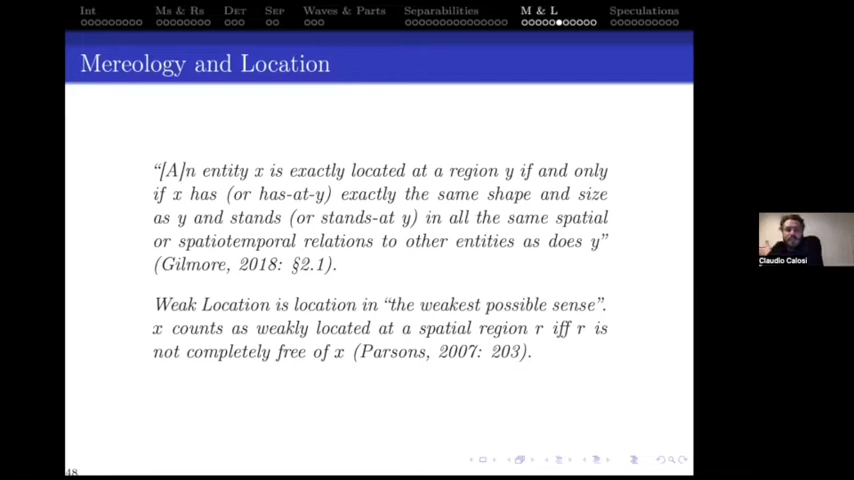 Int Ms & Rs Det Sep Waves & Parts Separabilities M & L Speculations
Mereology and Location
“[A]n entity x is exactly located at a region y if and only
if x has (or has-at-y) exactly the same shape and size
as y and stands (or stands-at y) in all the same spatial
or spatiotemporal relations to other entities as does y”
(Gilmore, 2018: §2.1).
Weak Location is location in “the weakest possible sense”.
x counts as weakly located at a spatial region r iff r is
not completely free of x (Parsons, 2007: 203).
Claudio Calosi
48